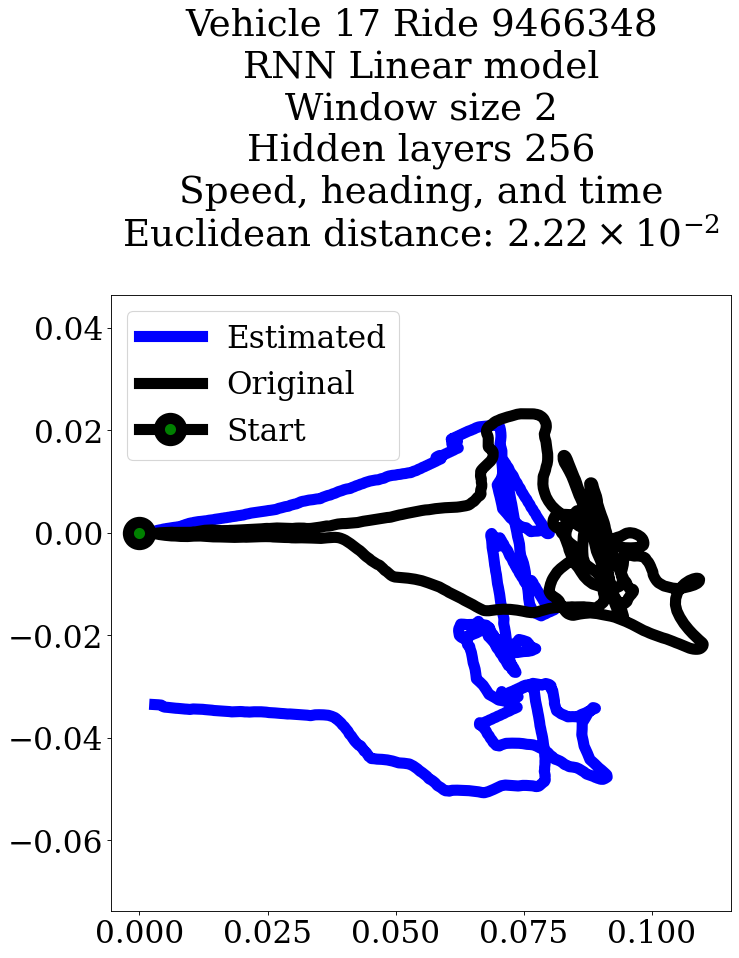 Vehicle 17 Ride 9466348
RNN Linear model
Window size 2
Hidden layers 256
Speed, heading, and time
Euclidean distance: 2.22 × 10⁻²
Estimated
Original
Start
0.04
0.02
0.00
−0.02
−0.04
−0.06
0.000 0.025 0.050 0.075 0.100